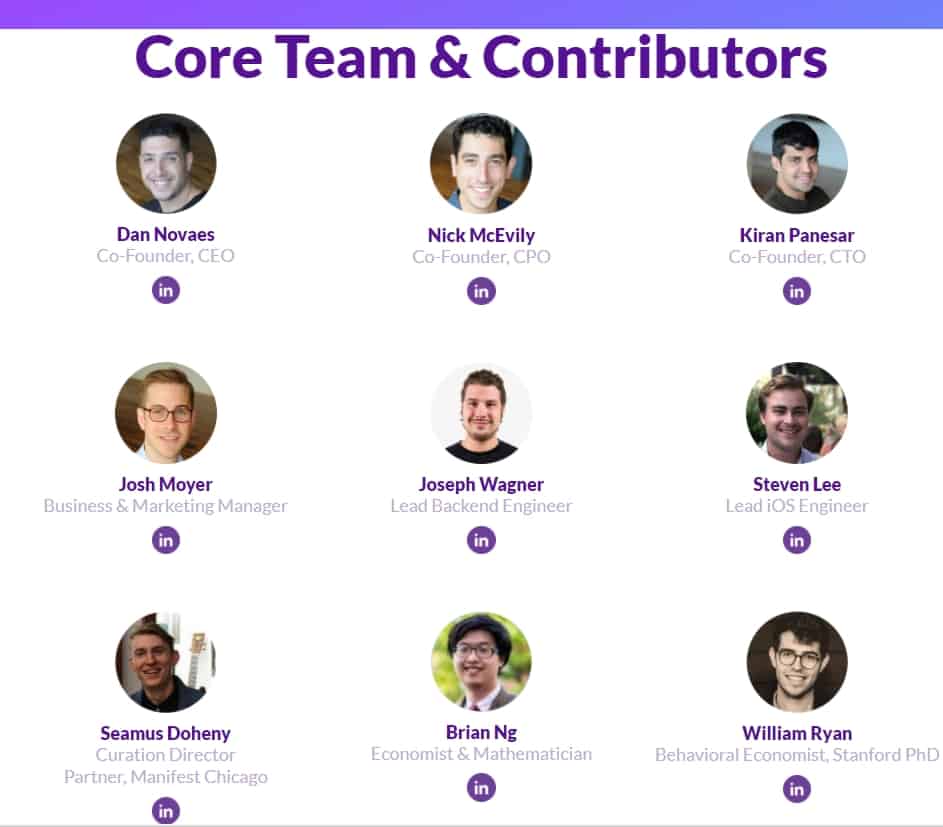 Core Team & Contributors
Dan Novaes
Co-Founder, CEO
in
Nick McEvily
Co-Founder, CPO
in
Kiran Panesar
Co-Founder, CTO
in
Josh Moyer
Business & Marketing Manager
in
Joseph Wagner
Lead Backend Engineer
in
Steven Lee
Lead iOS Engineer
in
Seamus Doheny
Curation Director
Partner, Manifest Chicago
in
Brian Ng
Economist & Mathematician
in
William Ryan
Behavioral Economist, Stanford PhD
in